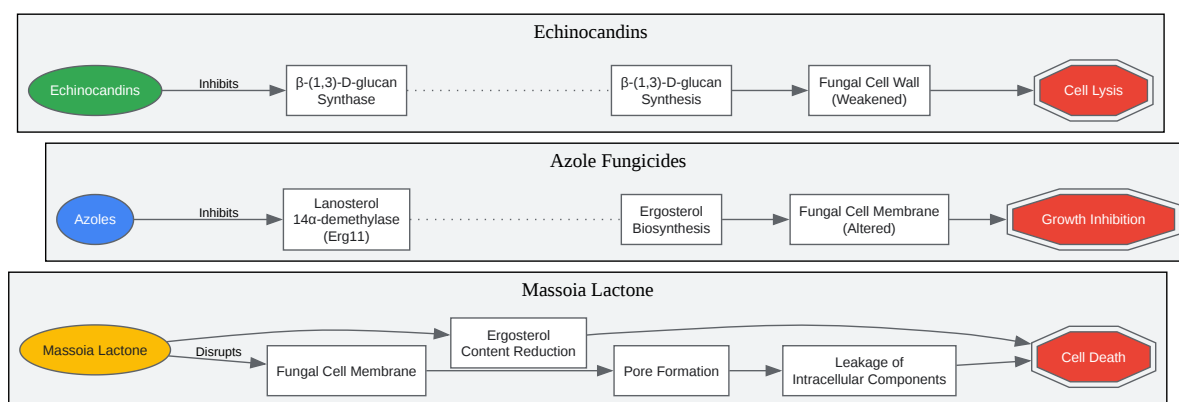 Echinocandins
Echinocandins
Inhibits
β-(1,3)-D-glucan
Synthase
β-(1,3)-D-glucan
Synthesis
Fungal Cell Wall
(Weakened)
Cell Lysis
Azole Fungicides
Azoles
Inhibits
Lanosterol
14α-demethylase
(Erg11)
Ergosterol
Biosynthesis
Fungal Cell Membrane
(Altered)
Growth Inhibition
Massoia Lactone
Massoia Lactone
Disrupts
Fungal Cell Membrane
Ergosterol
Content Reduction
Pore Formation
Leakage of
Intracellular Components
Cell Death